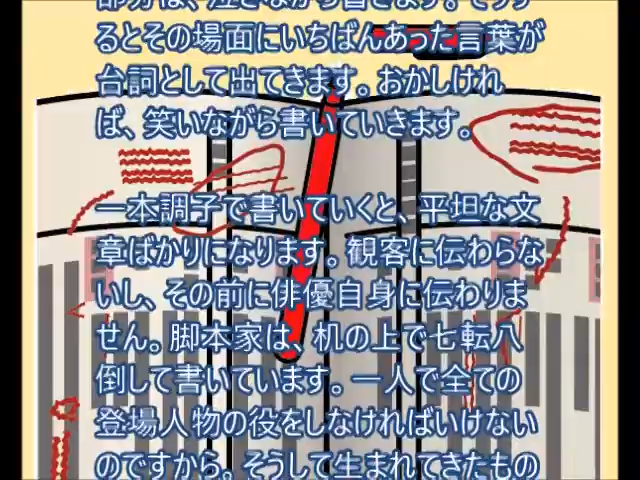 部分は、泣きながら書きます。そうす
るとその場面にいちばんあった言葉が
台詞として出てきます。おかしけれ
ば、笑いながら書いていきます。
一本調子で書いていくと、平坦な文
章ばかりになります。観客に伝わらな
いし、その前に俳優自身に伝わりま
せん。脚本家は、机の上で七転八
倒して書いています。一人で全ての
登場人物の役をしなければいけない
のですから。そうして生まれてきたもの